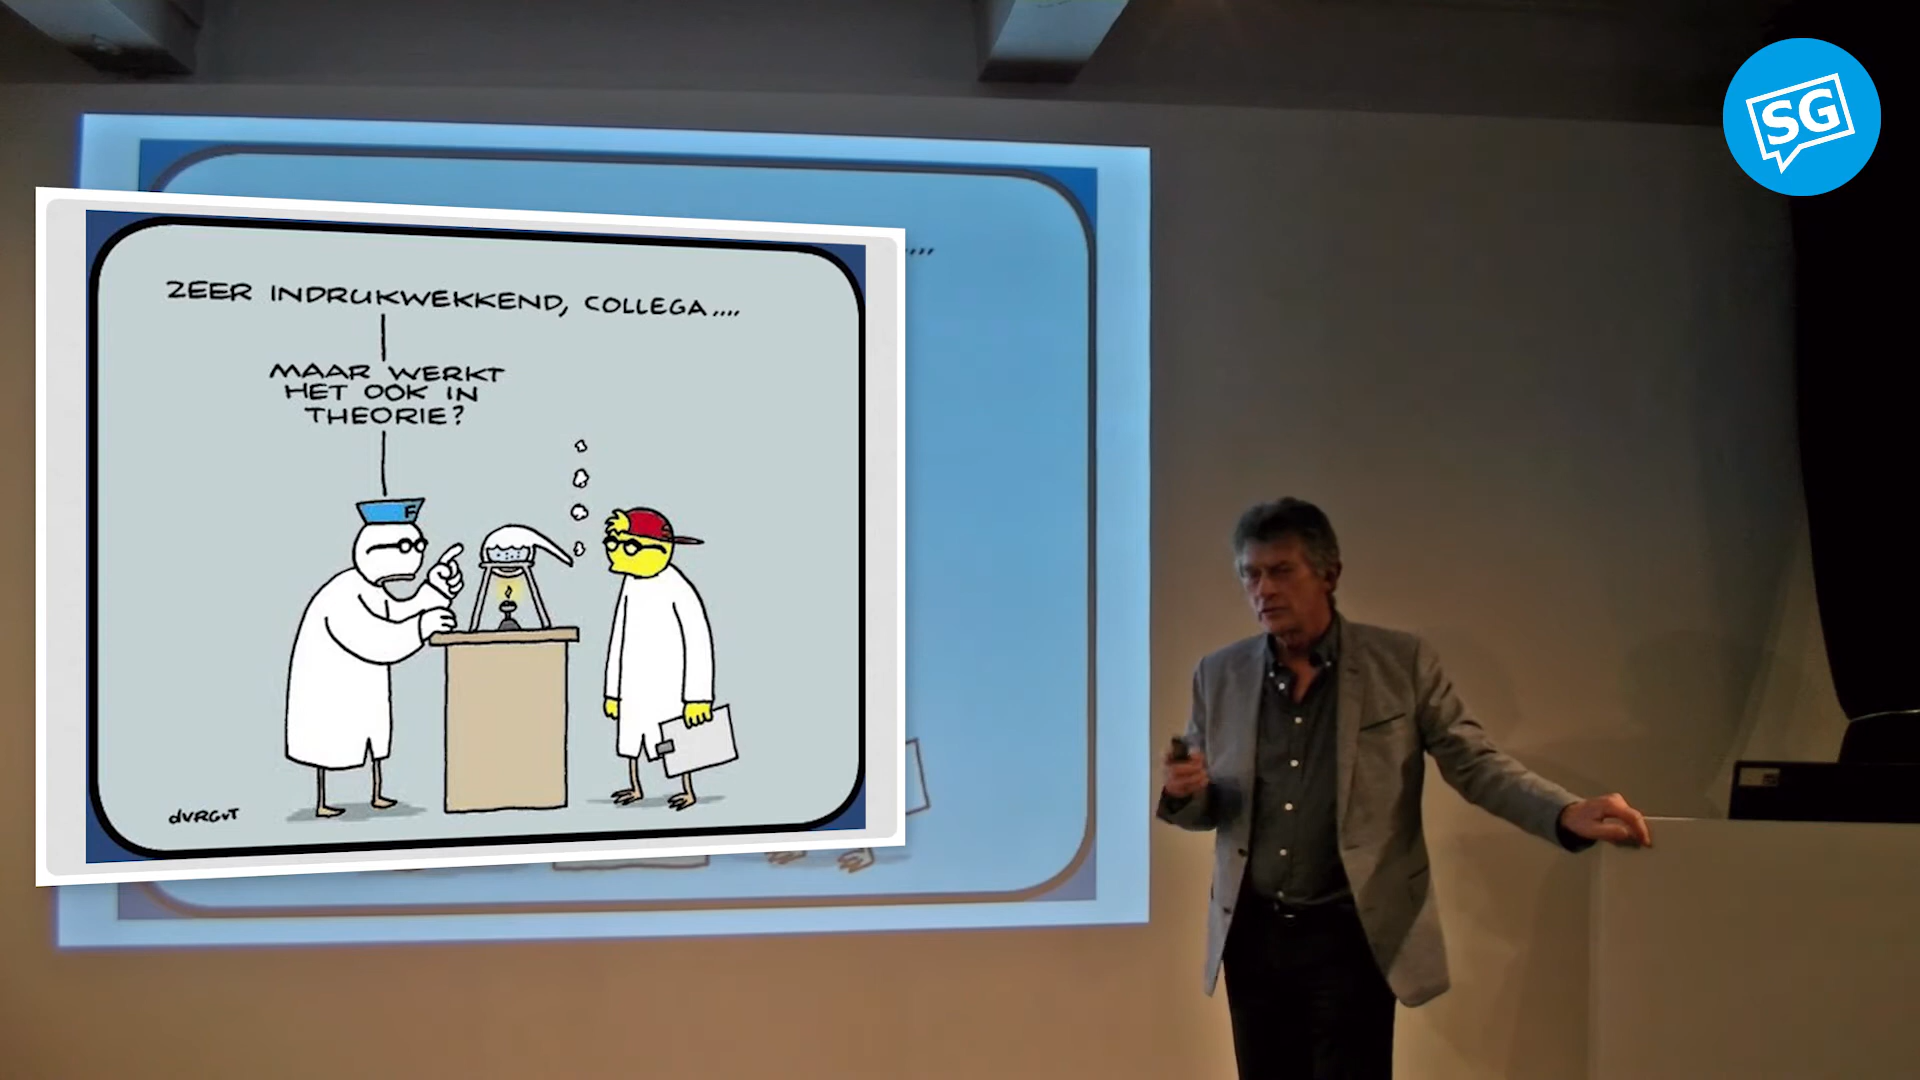 SG
ZEER INDRUKWEKKEND, COLLEGA....
MAAR WERKT
HET OOK IN
THEORIE?
F
dVRGvT